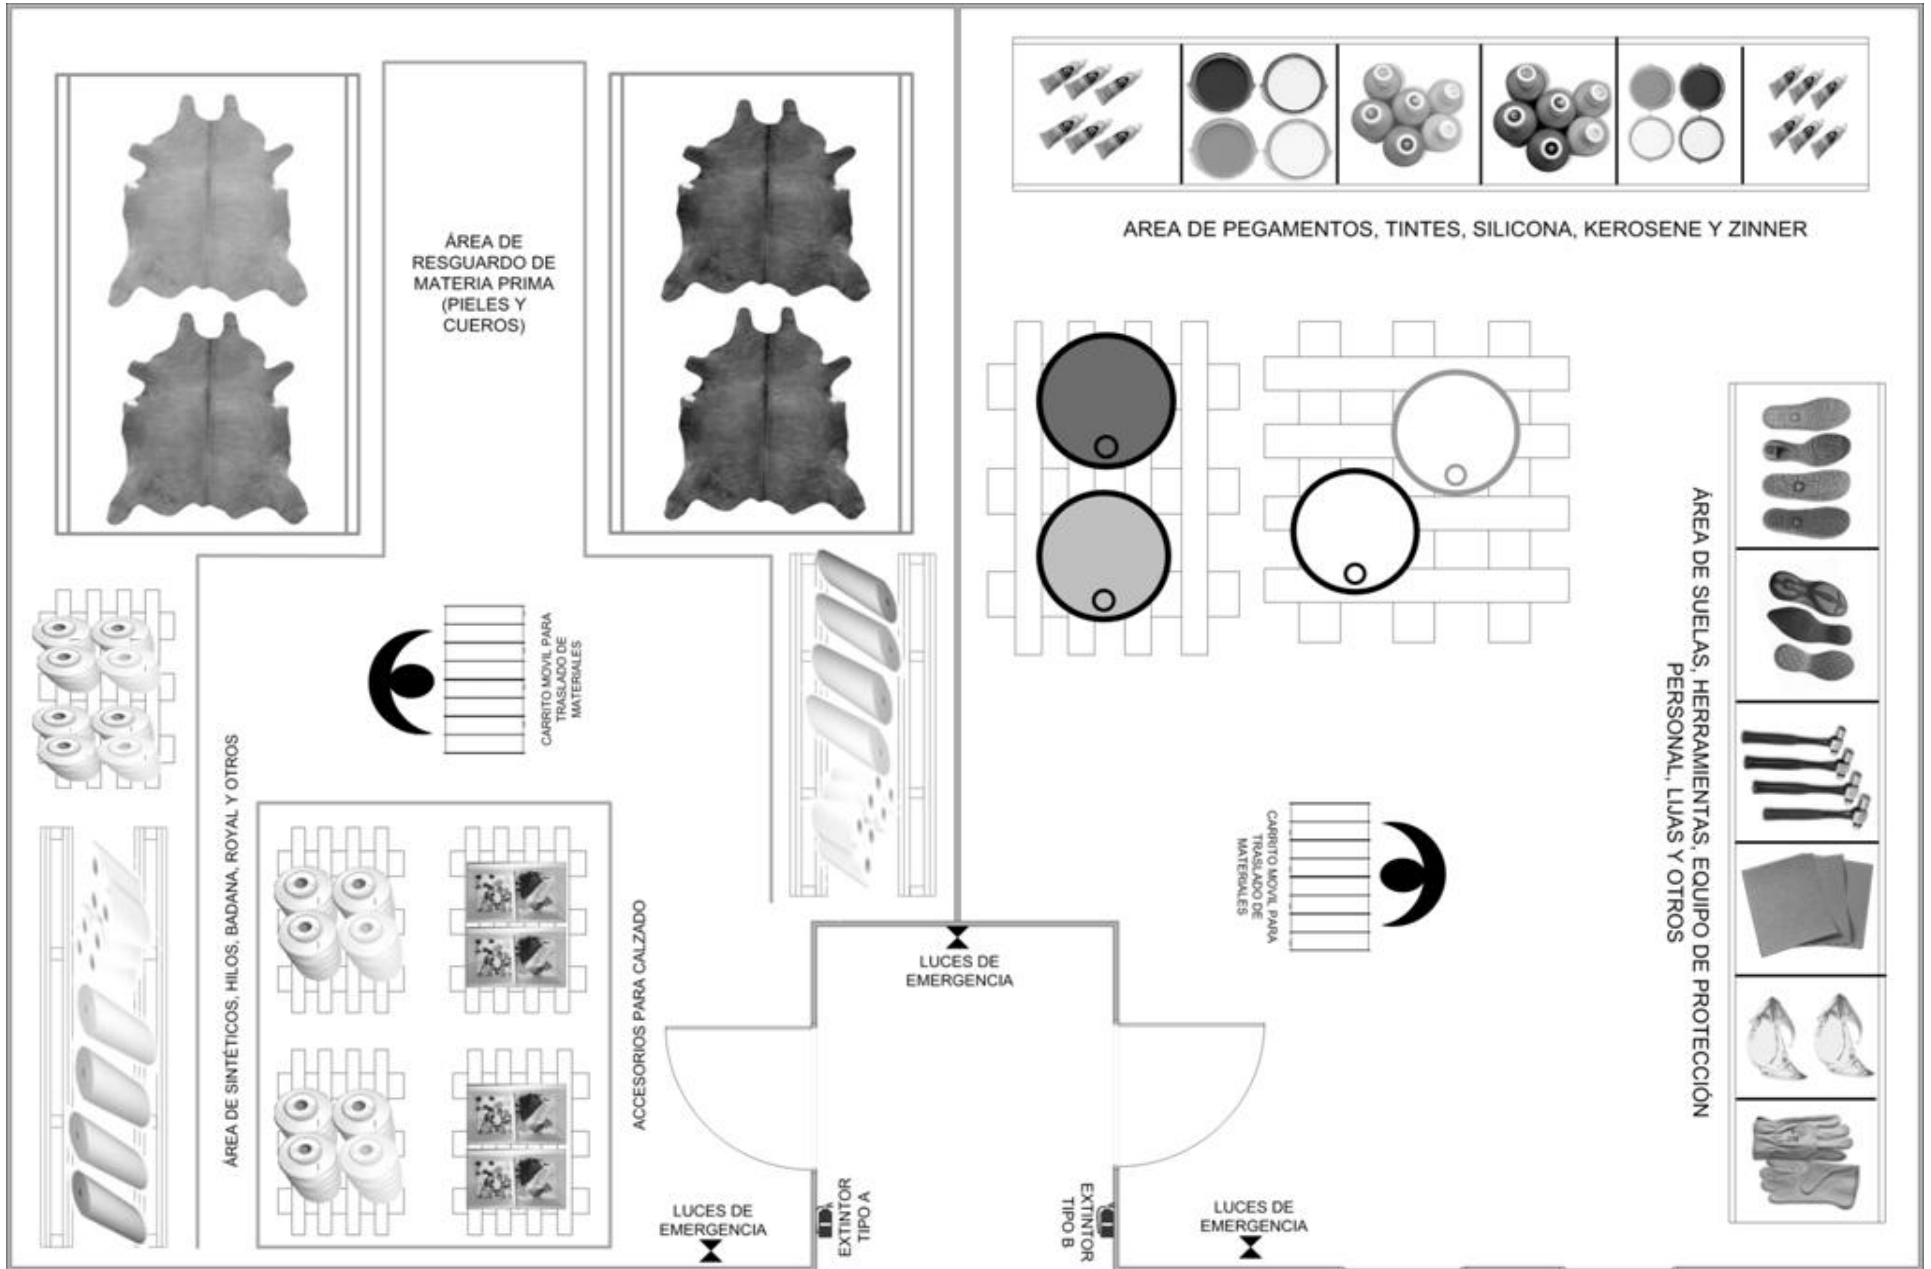 ÁREA DE
RESGUARDO DE
MATERIA PRIMA
(PIELES Y
CUEROS)
AREA DE PEGAMENTOS, TINTES, SILICONA, KEROSENE Y ZINNER
CARRITO MOVIL PARA
TRASLADO DE
MATERIALES
ÁREA DE SINTÉTICOS, HILOS, BADANA, ROYAL Y OTROS
ACCESORIOS PARA CALZADO
ÁREA DE SUELAS, HERRAMIENTAS, EQUIPO DE PROTECCIÓN
PERSONAL, LIJAS Y OTROS
CARRITO MOVIL PARA
TRASLADO DE
MATERIALES
LUCES DE
EMERGENCIA
LUCES DE
EMERGENCIA
EXTINTOR
TIPO A
EXTINTOR
TIPO B
LUCES DE
EMERGENCIA